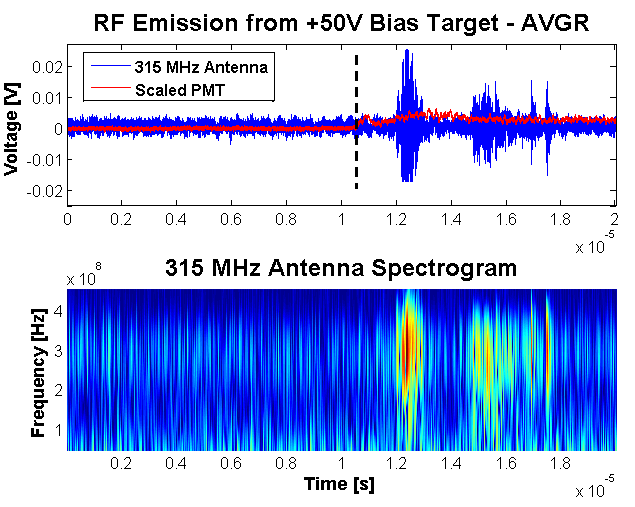 RF Emission from +50V Bias Target - AVGR
315 MHz Antenna
Scaled PMT
Voltage [V]
0.02
0.01
0
-0.01
-0.02
0 0.2 0.4 0.6 0.8 1 1.2 1.4 1.6 1.8 2
x 10^-5
315 MHz Antenna Spectrogram
x 10^8
Frequency [Hz]
4
3
2
1
0.2 0.4 0.6 0.8 1 1.2 1.4 1.6 1.8
Time [s]
x 10^-5